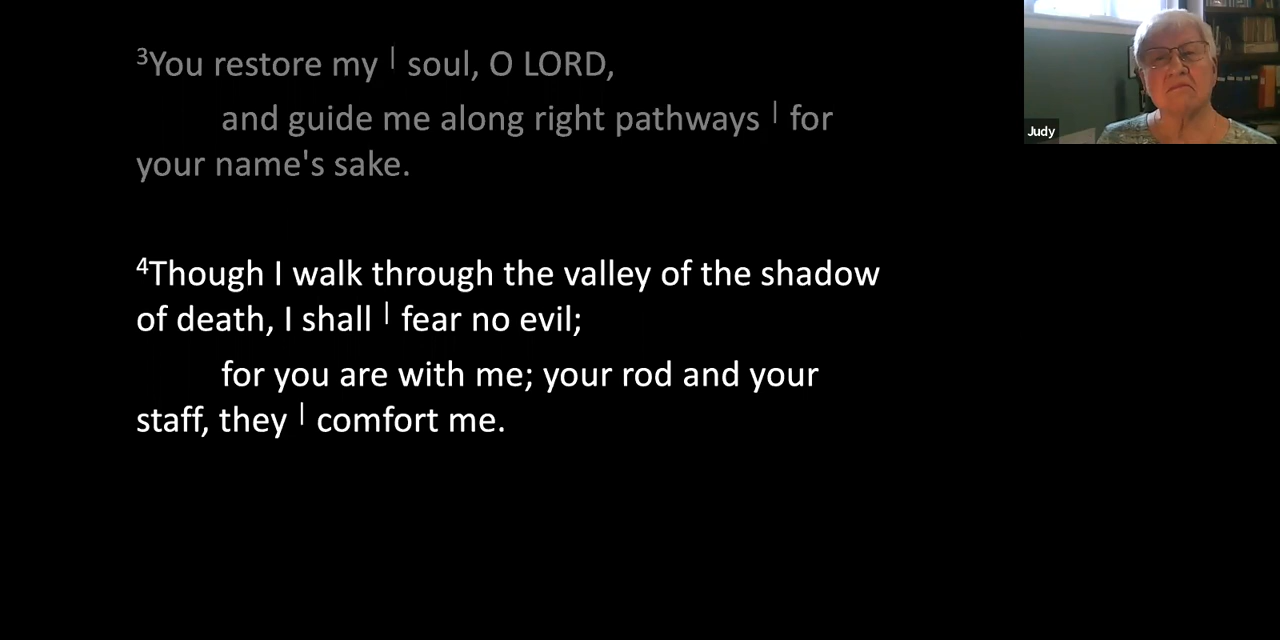 ³You restore my | soul, O LORD,
and guide me along right pathways | for
your name's sake.
⁴Though I walk through the valley of the shadow
of death, I shall | fear no evil;
for you are with me; your rod and your
staff, they | comfort me.
Judy